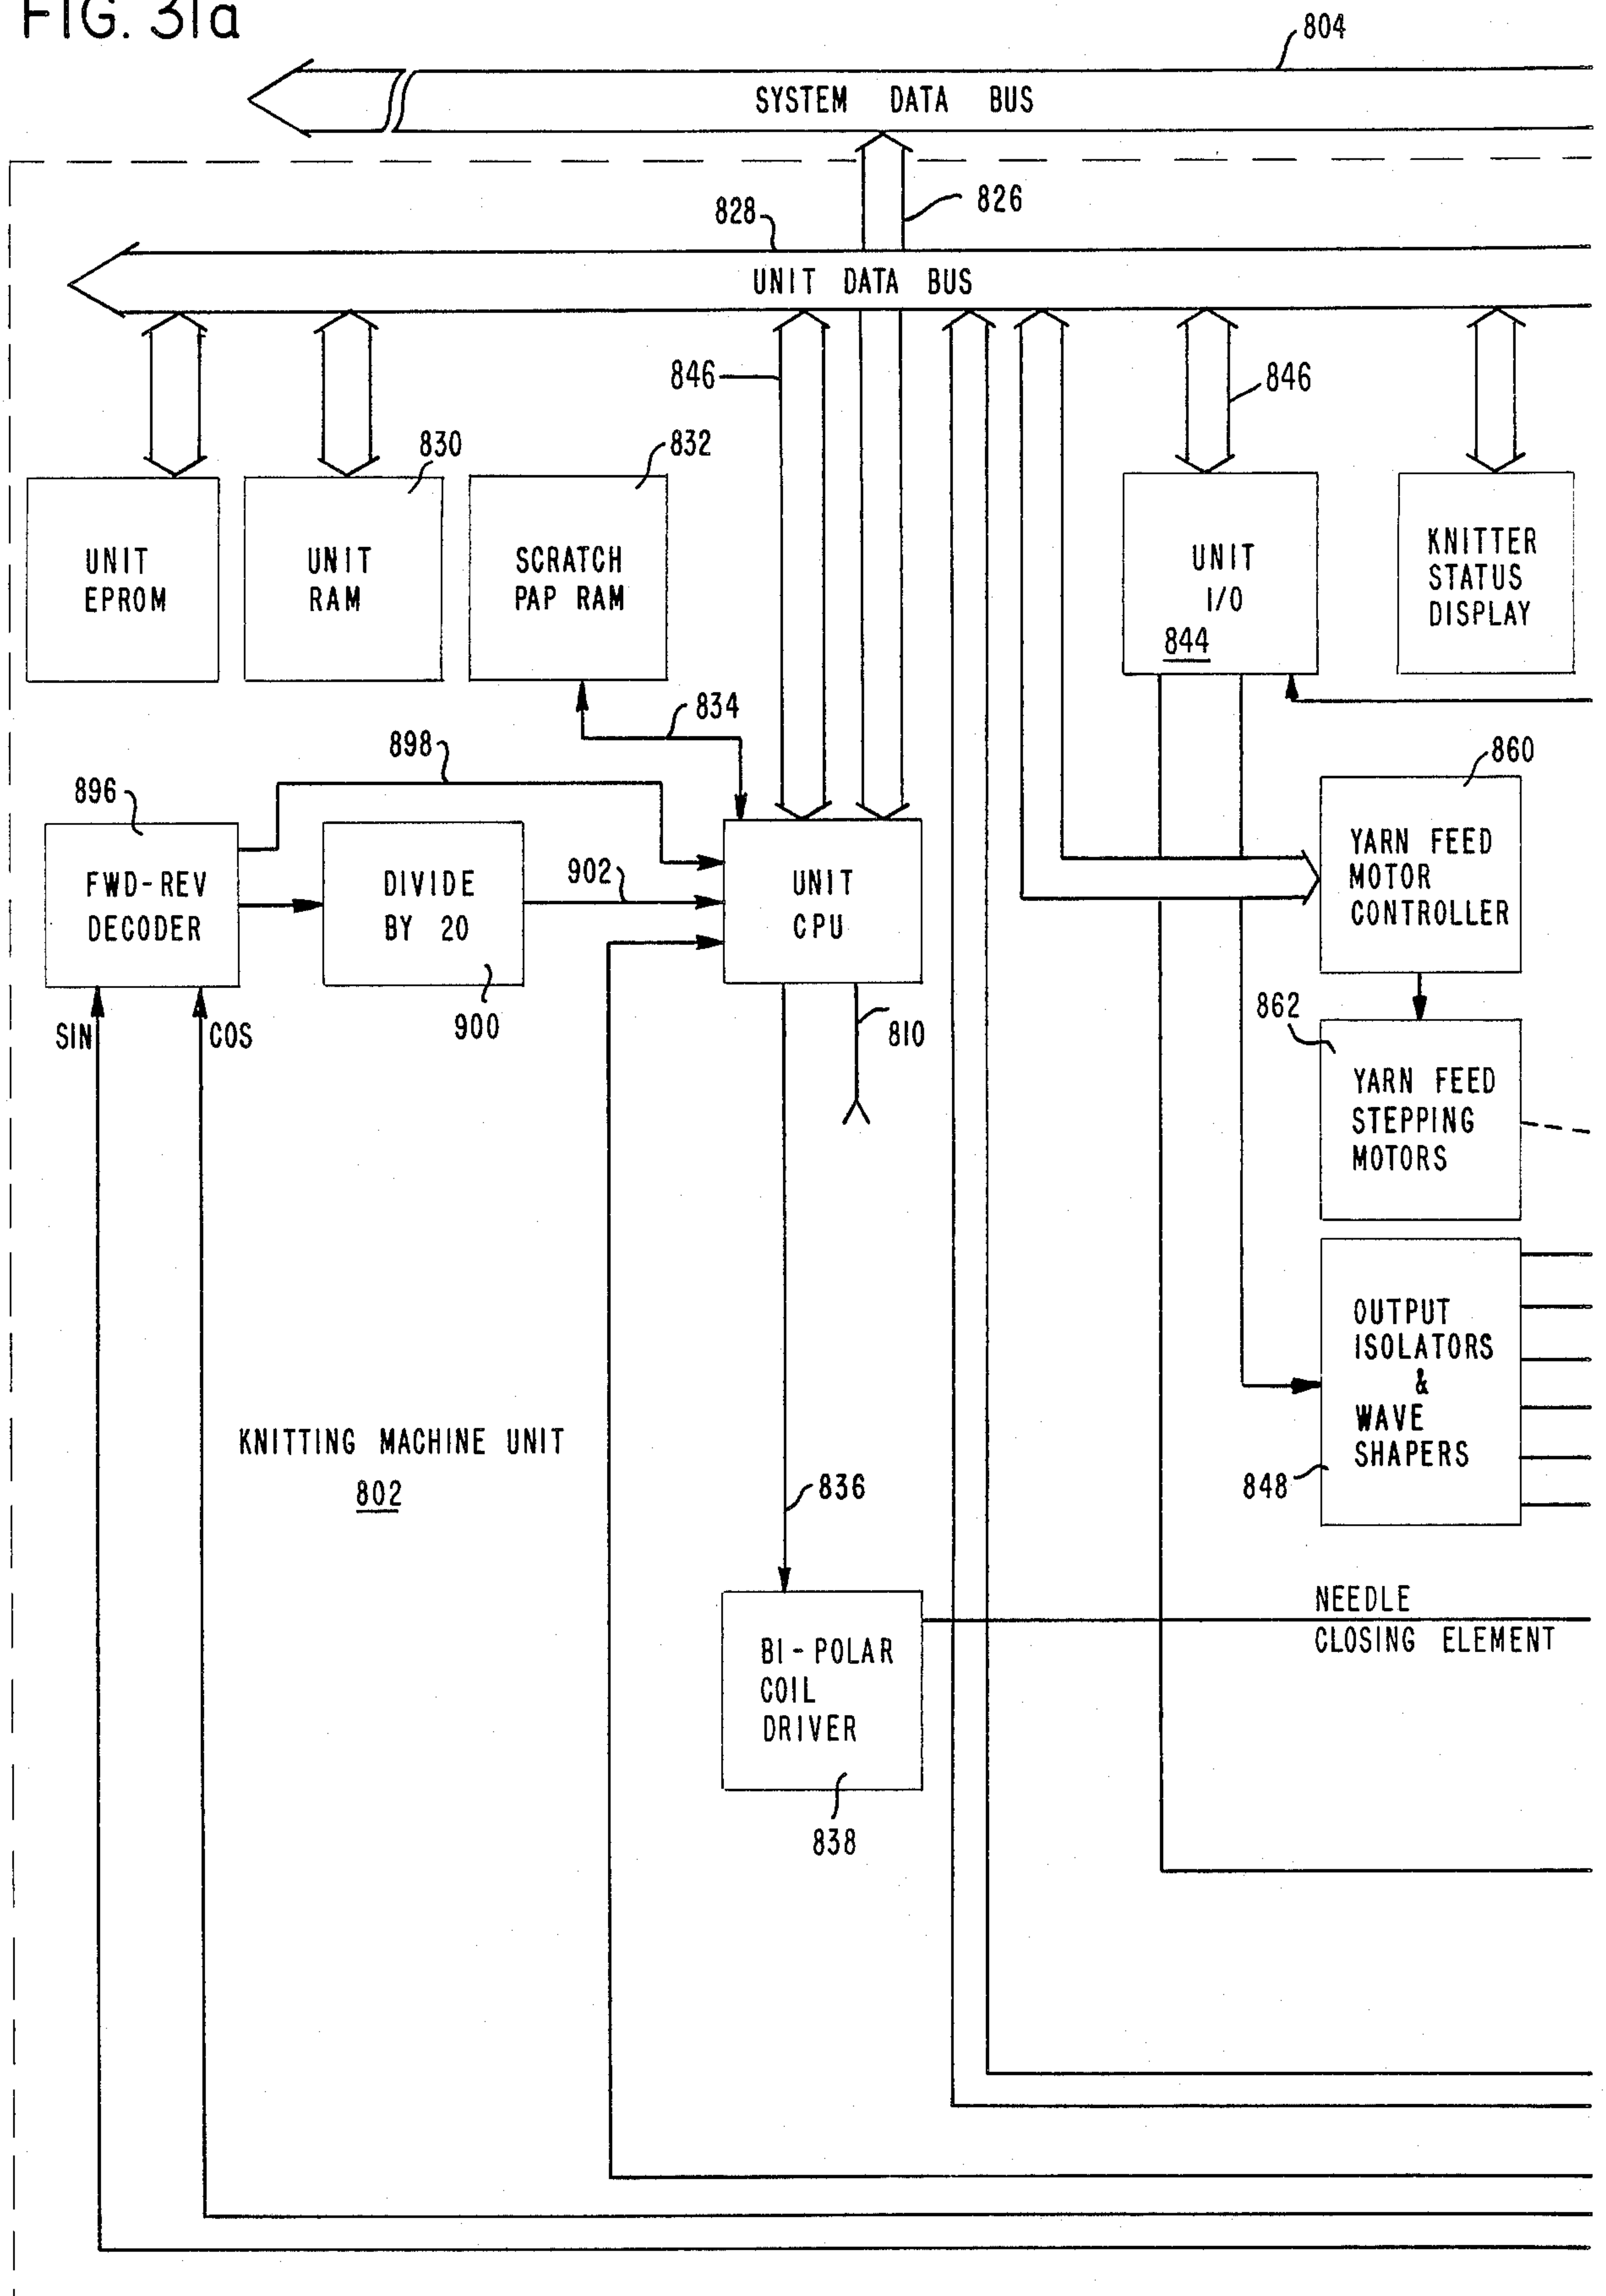 FIG. 31a
804
SYSTEM DATA BUS
826
828
UNIT DATA BUS
846
846
830
832
UNIT
EPROM
UNIT
RAM
SCRATCH
PAP RAM
UNIT
I/O
844
KNITTER
STATUS
DISPLAY
834
898
896
860
FWD-REV
DECODER
DIVIDE
BY 20
902
UNIT
CPU
YARN FEED
MOTOR
CONTROLLER
SIN
COS
900
810
862
YARN FEED
STEPPING
MOTORS
OUTPUT
ISOLATORS
&
WAVE
SHAPERS
848
KNITTING MACHINE UNIT
802
836
NEEDLE
CLOSING ELEMENT
BI-POLAR
COIL
DRIVER
838